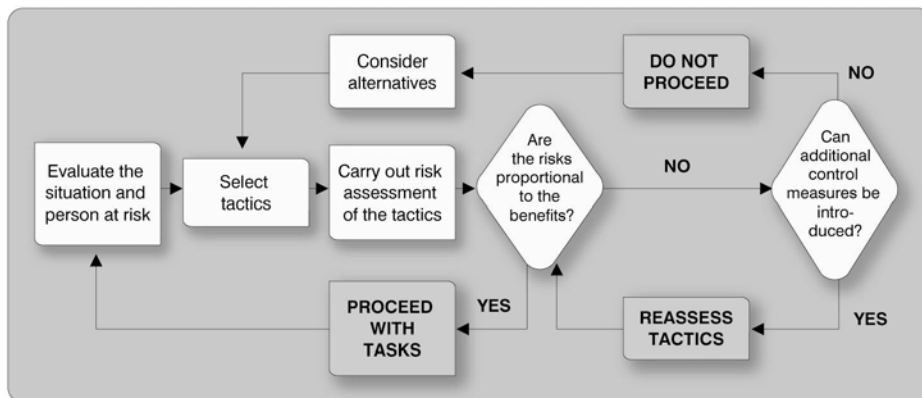 Consider
alternatives
DO NOT
PROCEED
NO
Evaluate the
situation and
person at risk
Select
tactics
Carry out risk
assessment
of the tactics
Are
the risks
proportional
to the
benefits?
NO
Can
additional
control
measures be
intro-
duced?
PROCEED
WITH
TASKS
YES
REASSESS
TACTICS
YES